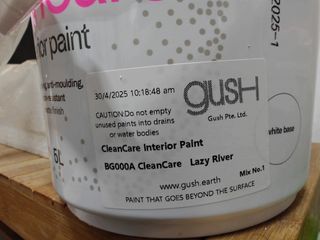 or paint
anti-moulding,
2025-1
30/4/2025 10:18:48 am
gush
CAUTION:Do not empty
unused paints into drains
or water bodies
Gush Pte. Ltd.
CleanCare Interior Paint
BG000A CleanCare Lazy River
Mix No.1
www.gush.earth
PAINT THAT GOES BEYOND THE SURFACE
white base
5L